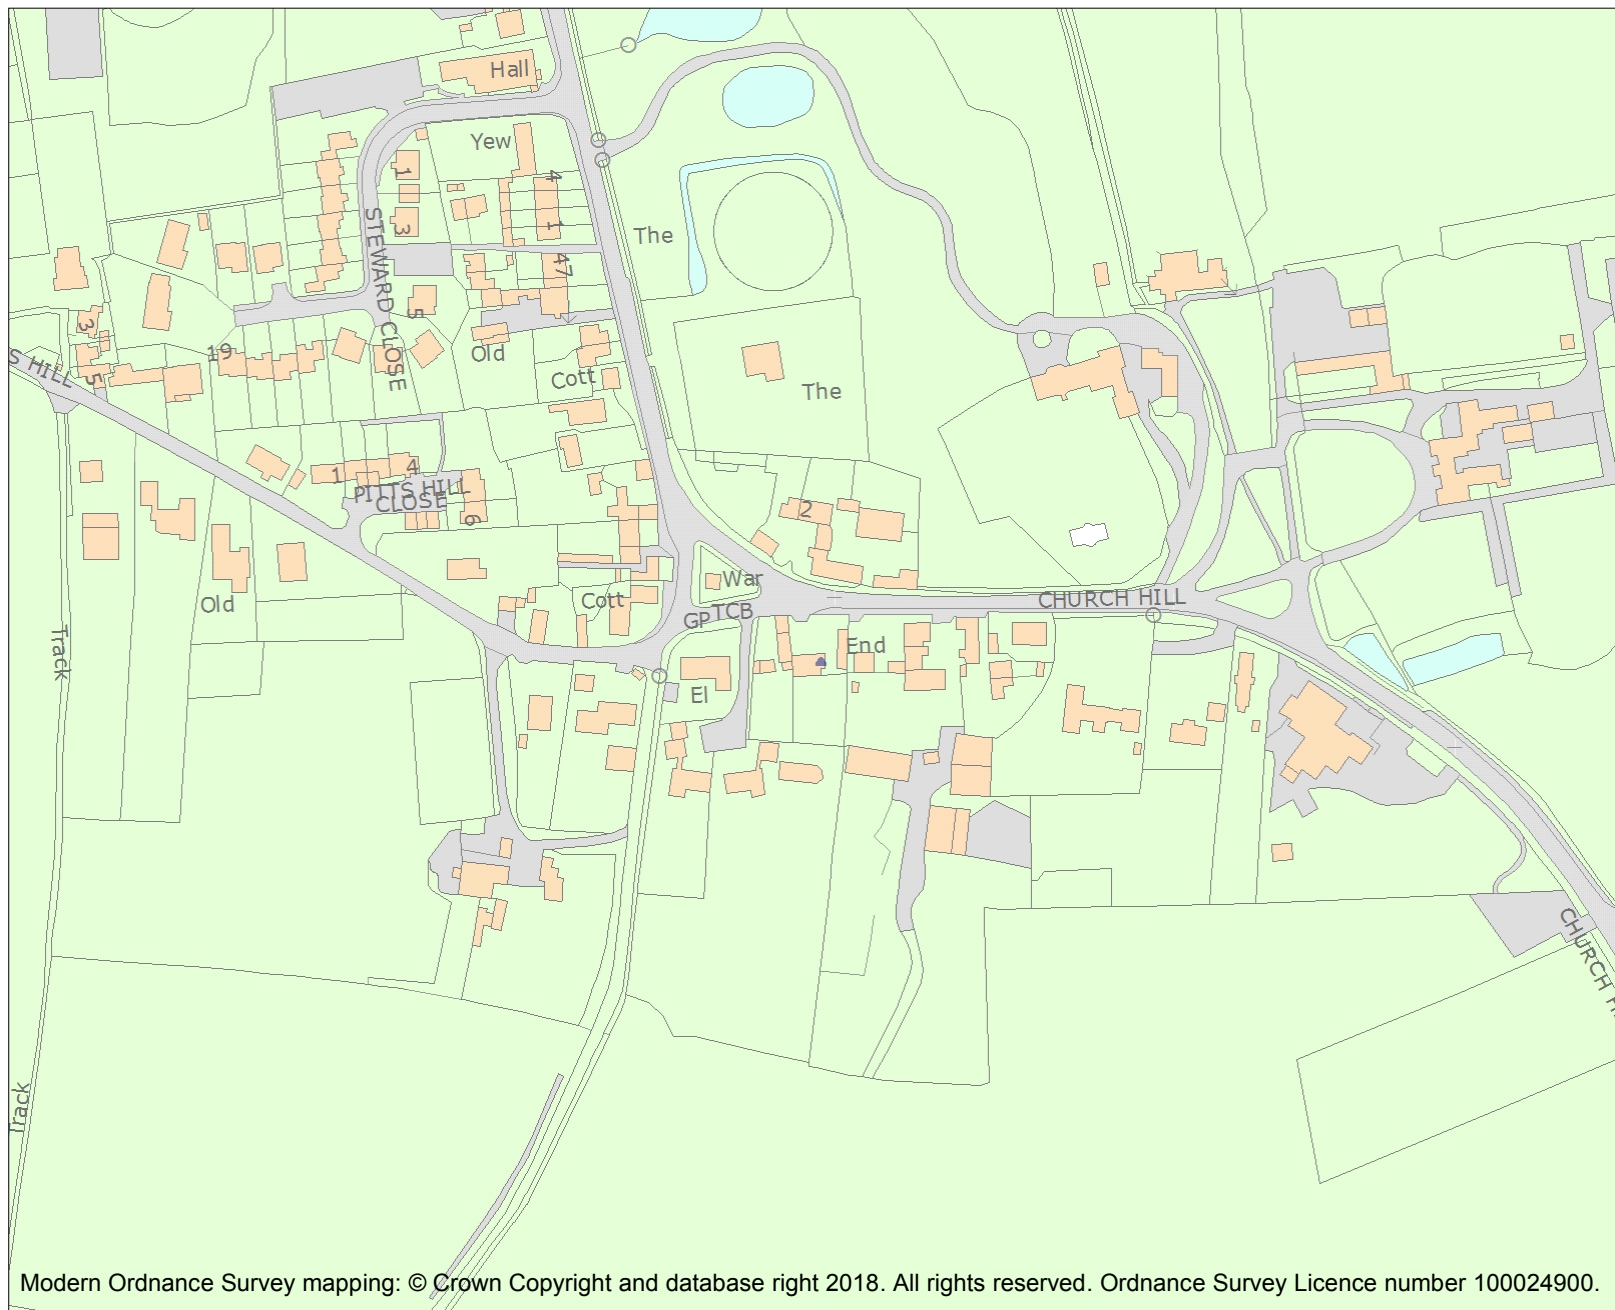 Hall
Yew
1
4
3
1
STEWARD CLOSE
The
47
5
3
19
Old
S HILL
5
Cott
The
1
4
PITTS HILL
CLOSE
6
2
Old
War
Cott
GP
TCB
CHURCH HILL
End
Track
El
CHURCH H
Track
Modern Ordnance Survey mapping: © Crown Copyright and database right 2018. All rights reserved. Ordnance Survey Licence number 100024900.